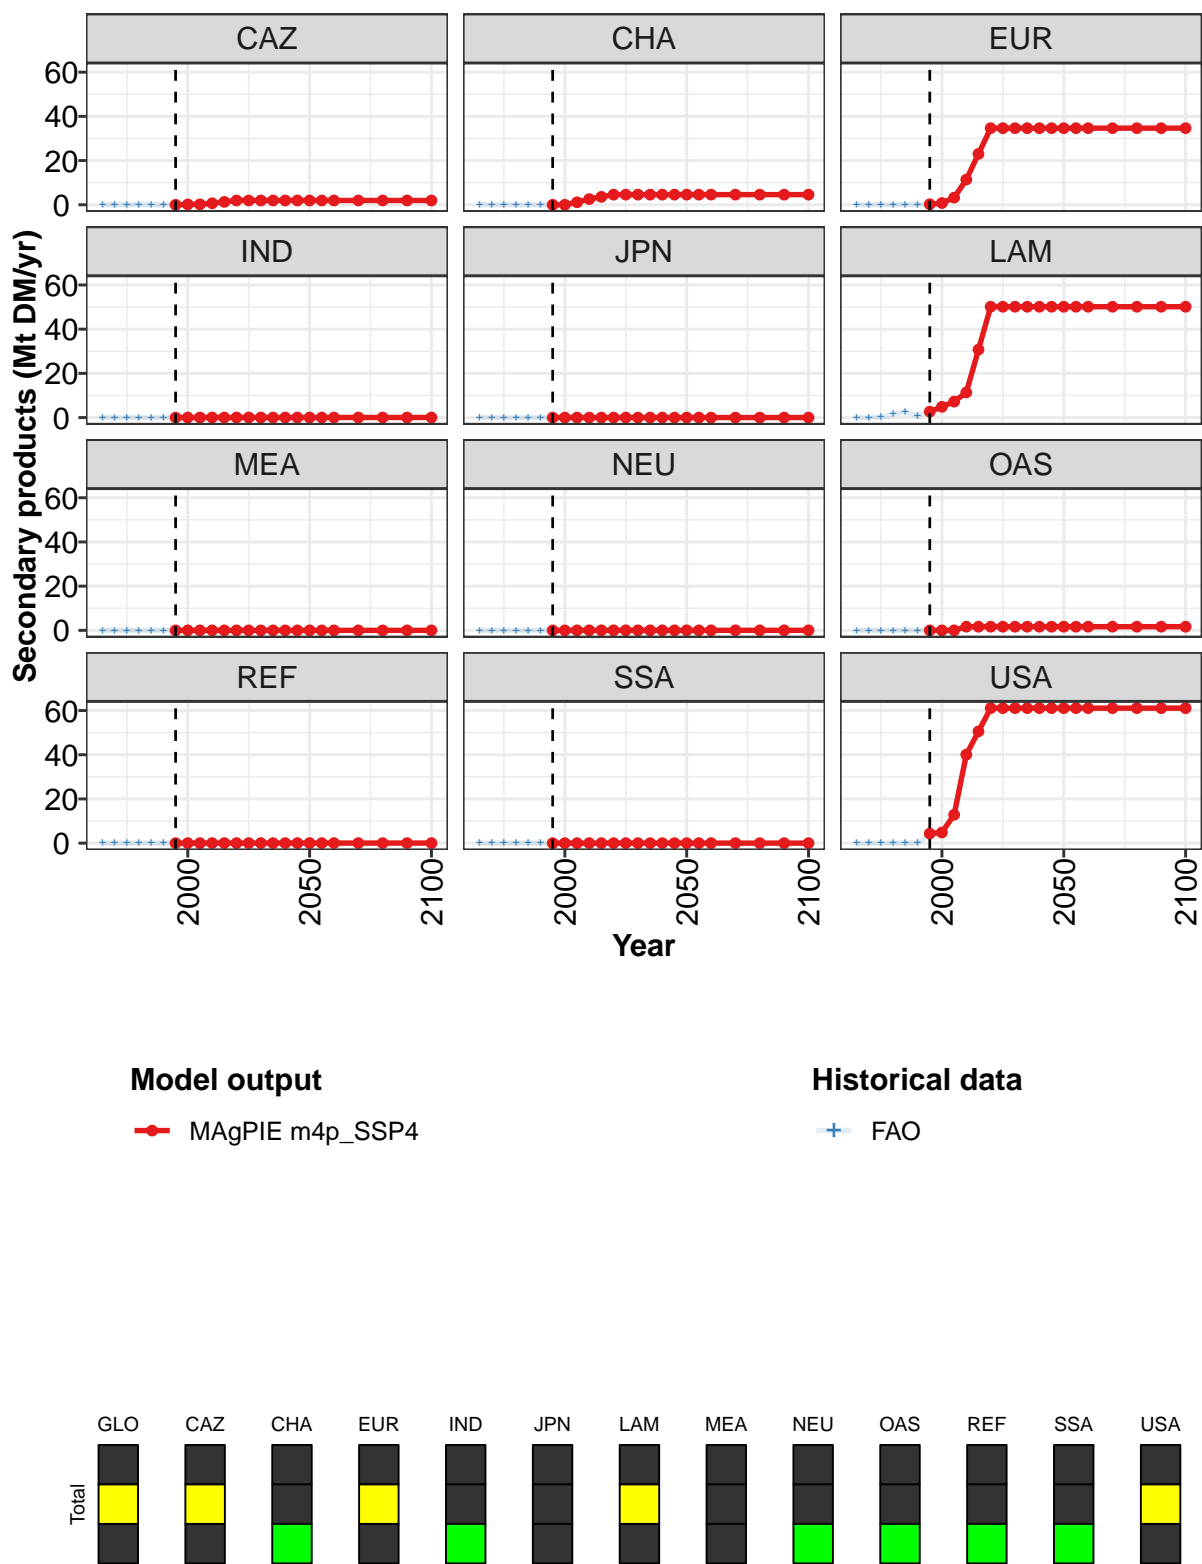 CAZ CHA EUR
60
40
20
0
IND JPN LAM
60
40
20
0
MEA NEU OAS
60
40
20
0
REF SSA USA
60
40
20
0
Secondary products (Mt DM/yr)
2000 2050 2100 2000 2050 2100 2000 2050 2100
Year
Model output Historical data
MAgPIE m4p_SSP4 FAO
GLO CAZ CHA EUR IND JPN LAM MEA NEU OAS REF SSA USA
Total